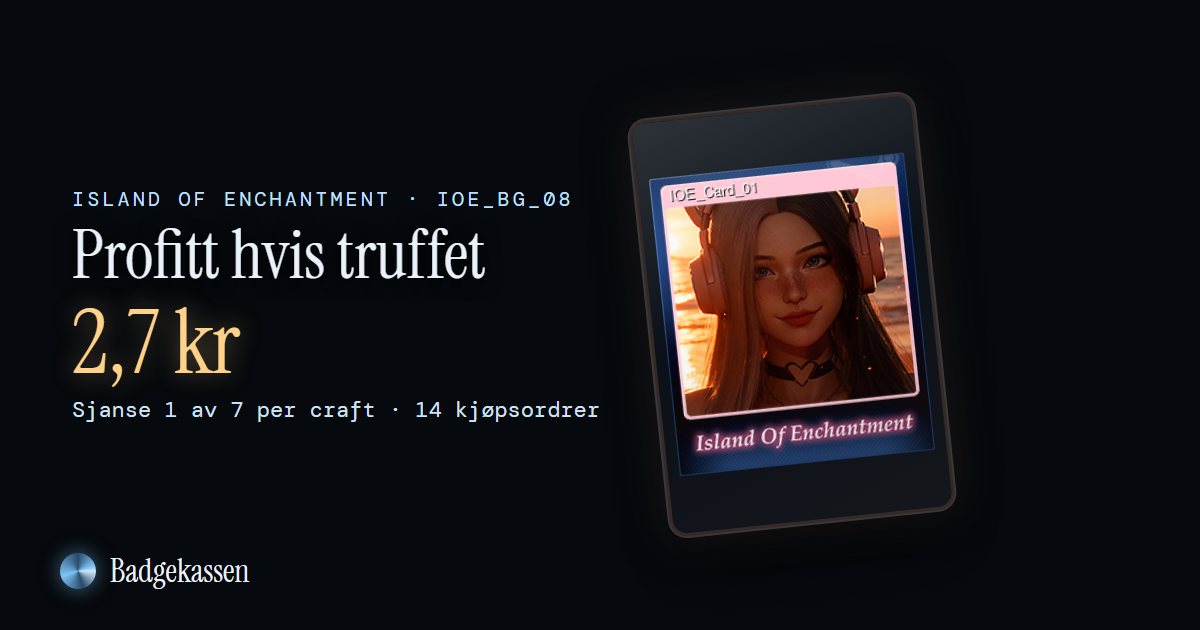 ISLAND OF ENCHANTMENT · IOE_BG_08
Profitt hvis truffet
2,7 kr
Sjanse 1 av 7 per craft · 14 kjøpsordrer
IOE_Card_01
Island Of Enchantment
Badgekassen